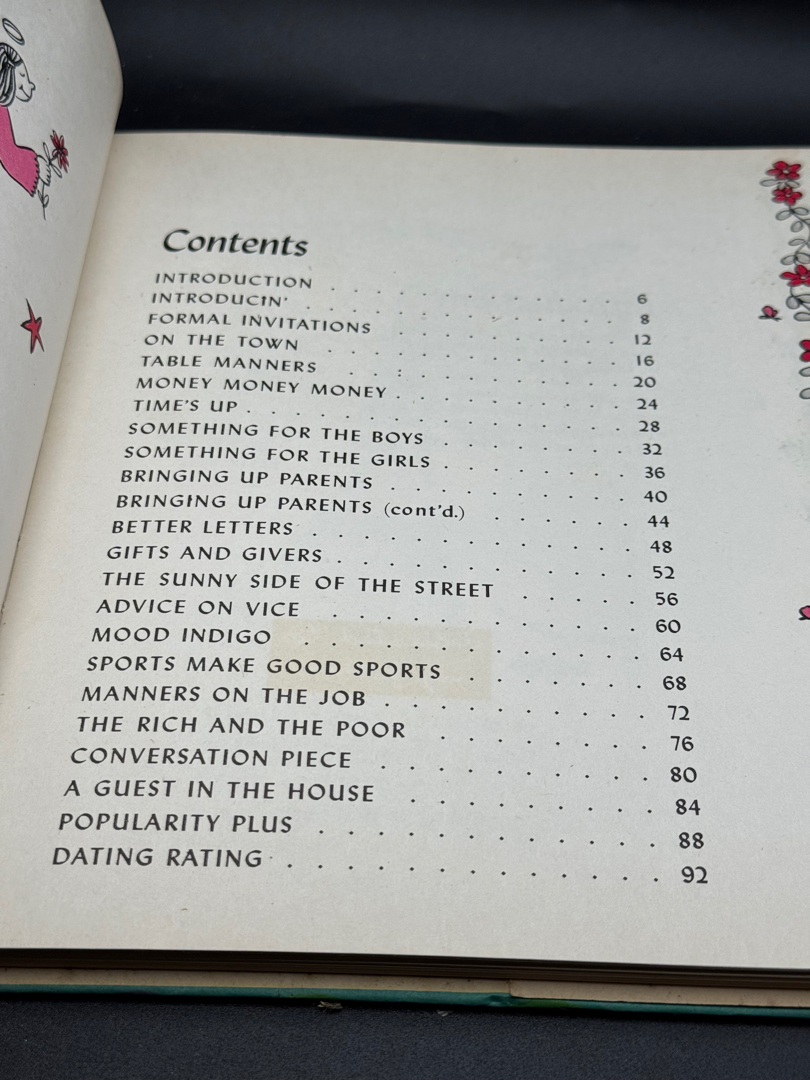 Contents
INTRODUCTION . . . . . . . . . . . . 6
INTRODUCIN' . . . . . . . . . . . . 8
FORMAL INVITATIONS . . . . . . . . . . 12
ON THE TOWN . . . . . . . . . . . . 16
TABLE MANNERS . . . . . . . . . . . 20
MONEY MONEY MONEY . . . . . . . . . . 24
TIME'S UP . . . . . . . . . . . . . 28
SOMETHING FOR THE BOYS . . . . . . . . 32
SOMETHING FOR THE GIRLS . . . . . . . . 36
BRINGING UP PARENTS . . . . . . . . . 40
BRINGING UP PARENTS (cont'd.) . . . . . . 44
BETTER LETTERS . . . . . . . . . . . 48
GIFTS AND GIVERS . . . . . . . . . . 52
THE SUNNY SIDE OF THE STREET . . . . . 56
ADVICE ON VICE . . . . . . . . . . . 60
MOOD INDIGO . . . . . . . . . . . 64
SPORTS MAKE GOOD SPORTS . . . . . . 68
MANNERS ON THE JOB . . . . . . . . . 72
THE RICH AND THE POOR . . . . . . . 76
CONVERSATION PIECE . . . . . . . . . 80
A GUEST IN THE HOUSE . . . . . . . . 84
POPULARITY PLUS . . . . . . . . . . 88
DATING RATING . . . . . . . . . . . 92